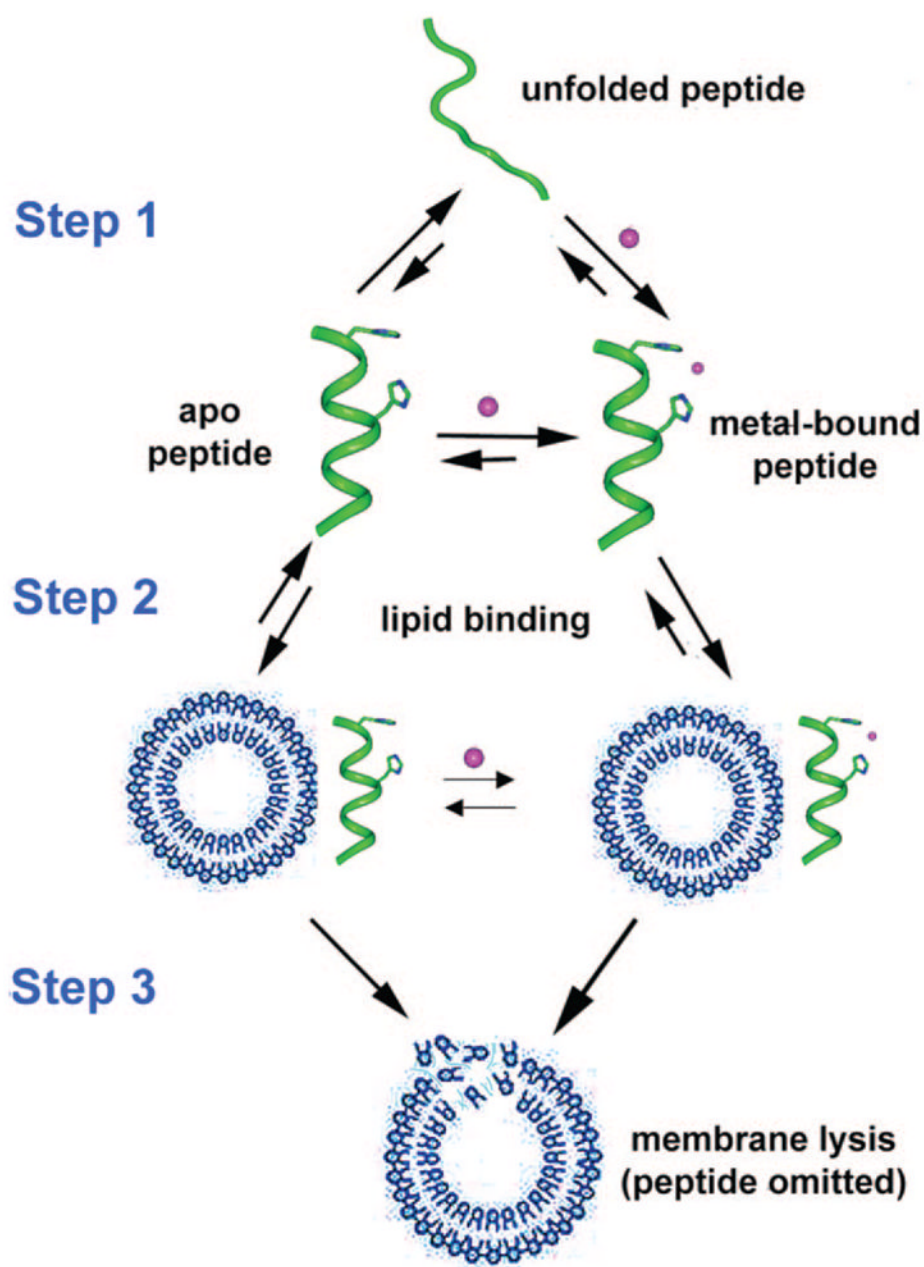 unfolded peptide
Step 1
apo
peptide
metal-bound
peptide
Step 2
lipid binding
Step 3
membrane lysis
(peptide omitted)